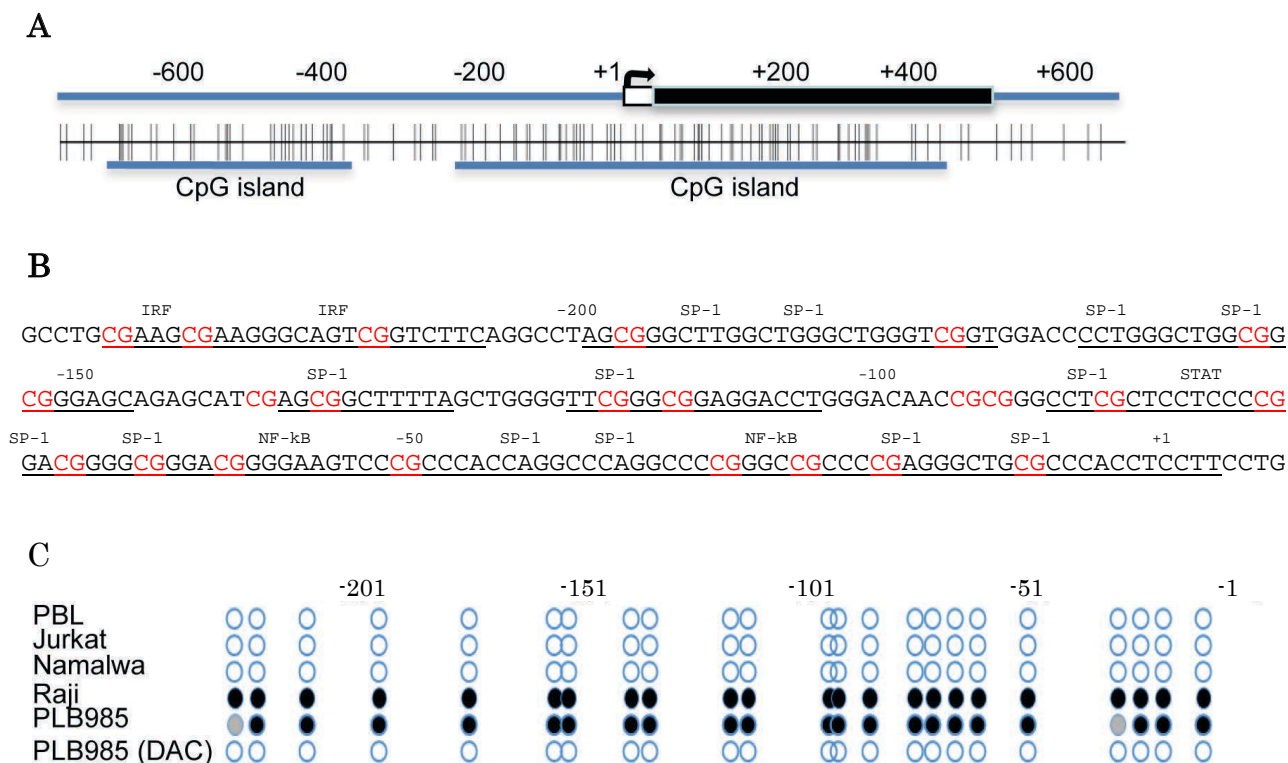 A
-600 -400 -200 +1 +200 +400 +600
CpG island CpG island
B
IRF IRF -200 SP-1 SP-1 SP-1 SP-1
GCCTGCGAAGCGAAGGGCAGTCGGTCTTCAGGCCTAGCGGGCTTGGCTGGGCTGGGTCGGTGGACCCCTGGGCTGGCGG
-150 SP-1 SP-1 -100 SP-1 STAT
CGGGAGCAGAGCATCGAGCGGCTTTTAGCTGGGGTTCGGGCGGAGGACCTGGGACAACCGCGGGCCTCGCTCCTCCCCG
SP-1 SP-1 NF-kB -50 SP-1 SP-1 NF-kB SP-1 SP-1 +1
GACGGGGCGGGACGGGGAAGTCCCGCCCACCAGGCCCAGGCCCCGGGCCGCCCCGAGGGCTGCGCCCACCTCCTTCCTG
C
-201 -151 -101 -51 -1
PBL
Jurkat
Namalwa
Raji
PLB985
PLB985 (DAC)